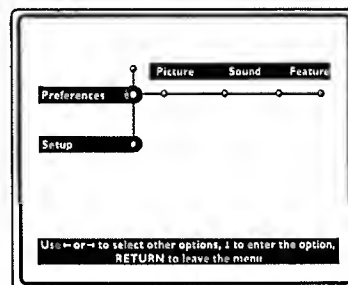 Picture Sound Feature
Preferences
Setup
Use ← or → to select other options, ↓ to enter the option,
RETURN to leave the menu